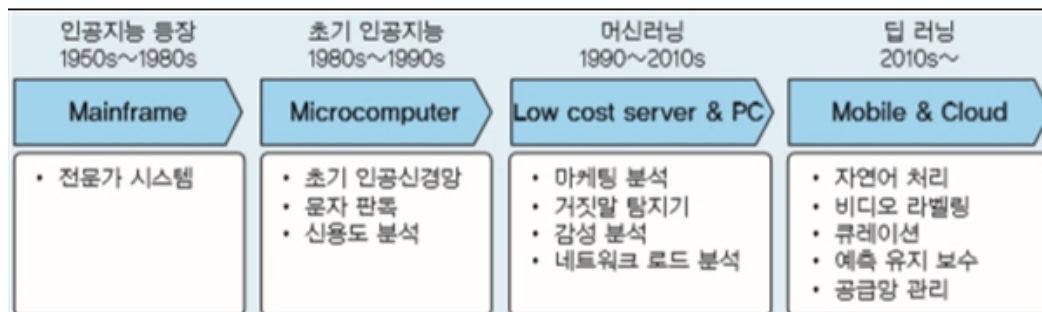 인공지능 등장
1950s~1980s
Mainframe
• 전문가 시스템
초기 인공지능
1980s~1990s
Microcomputer
• 초기 인공신경망
• 문자 판독
• 신용도 분석
머신러닝
1990~2010s
Low cost server & PC
• 마케팅 분석
• 거짓말 탐지기
• 감성 분석
• 네트워크 로드 분석
딥 러닝
2010s~
Mobile & Cloud
• 자연어 처리
• 비디오 라벨링
• 큐레이션
• 예측 유지 보수
• 공급망 관리